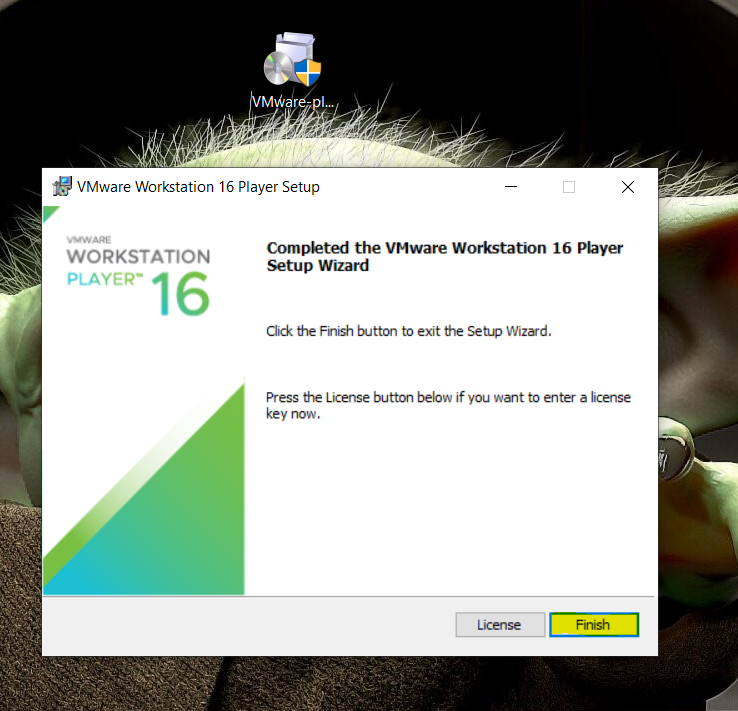 VMware-pl...
VMware Workstation 16 Player Setup
VMWARE
WORKSTATION
PLAYER™ 16
Completed the VMware Workstation 16 Player
Setup Wizard
Click the Finish button to exit the Setup Wizard.
Press the License button below if you want to enter a license
key now.
License
Finish